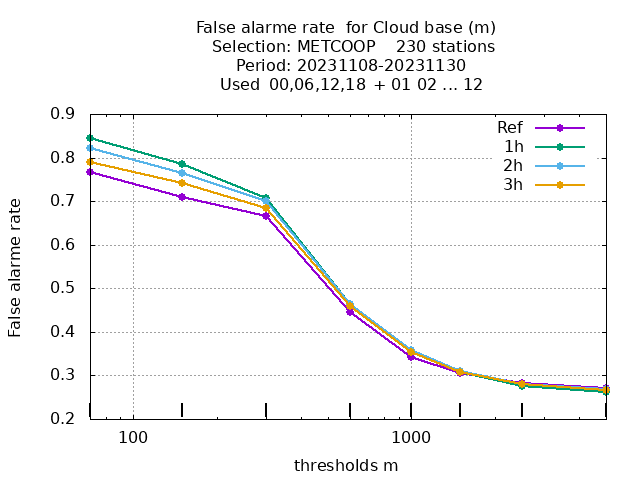 False alarme rate  for Cloud base (m)
Selection: METCOOP    230 stations
Period: 20231108-20231130
Used  00,06,12,18  + 01 02 ... 12
0.9
0.8
0.7
0.6
0.5
0.4
0.3
0.2
False alarme rate
Ref
1h
2h
3h
100
1000
thresholds m